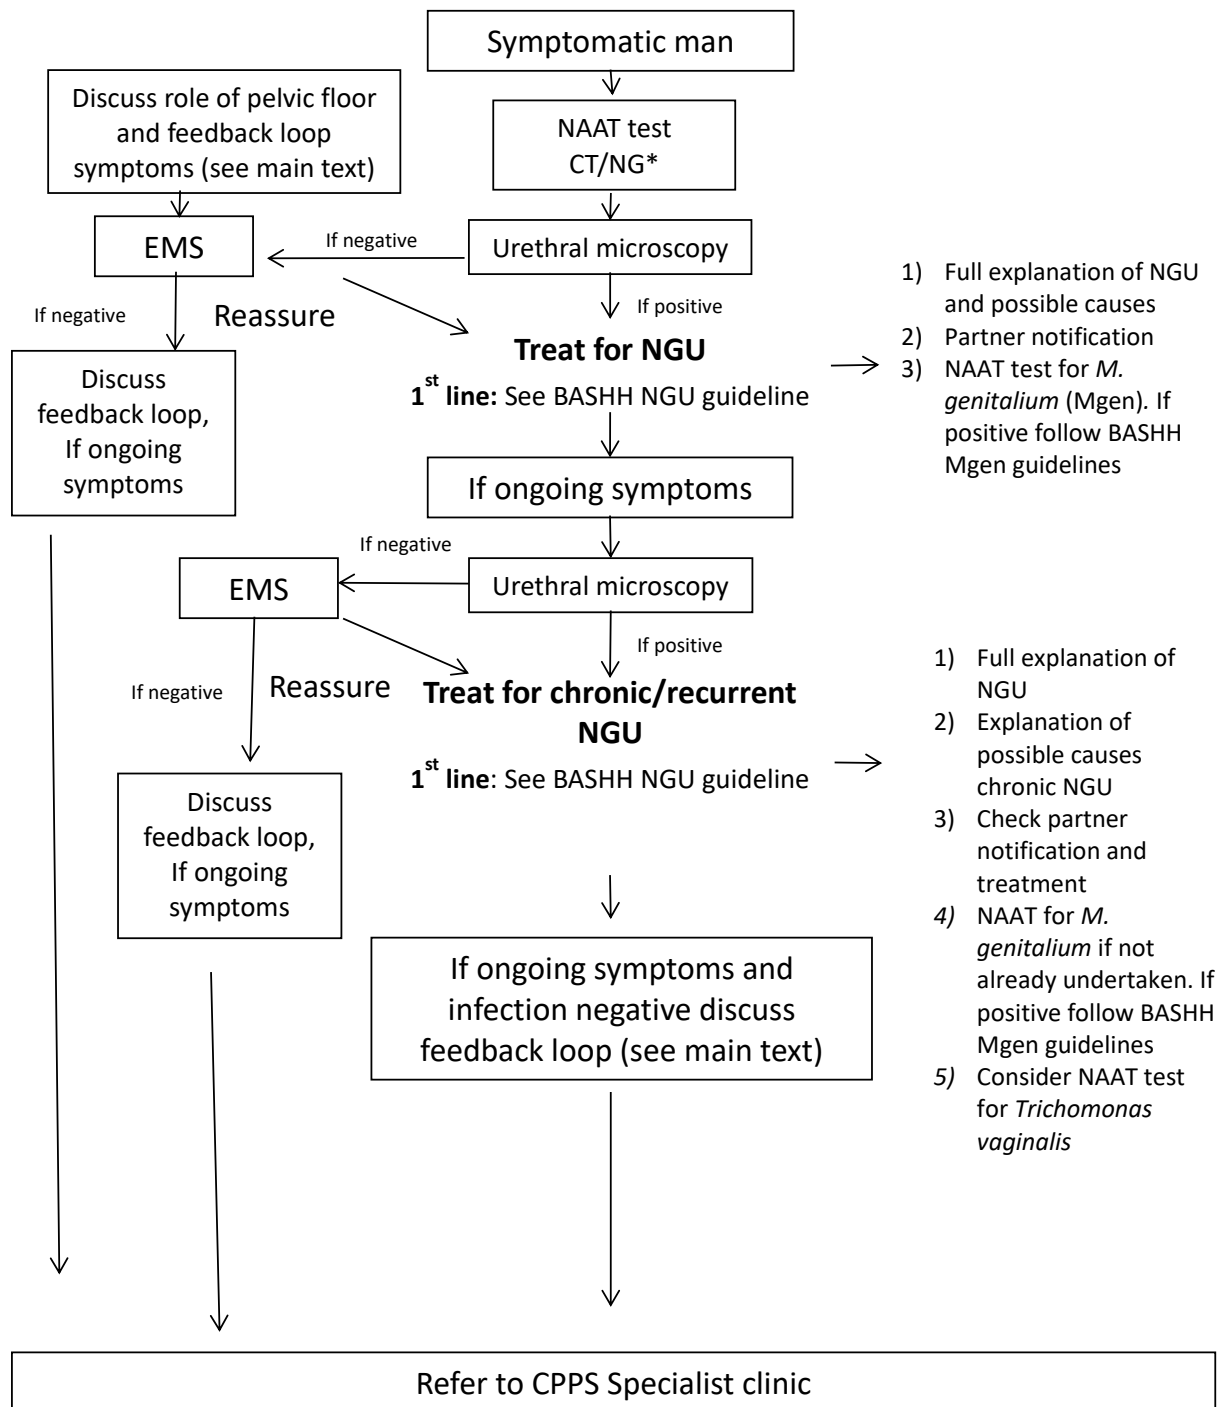 Symptomatic man
Discuss role of pelvic floor
and feedback loop
symptoms (see main text)
NAAT test
CT/NG*
EMS
If negative
Urethral microscopy
If negative
Reassure
If positive
Treat for NGU
1st line: See BASHH NGU guideline
1) Full explanation of NGU
and possible causes
2) Partner notification
3) NAAT test for M.
genitalium (Mgen). If
positive follow BASHH
Mgen guidelines
Discuss
feedback loop,
If ongoing
symptoms
If ongoing symptoms
If negative
EMS
Urethral microscopy
If negative
Reassure
If positive
Treat for chronic/recurrent
NGU
1st line: See BASHH NGU guideline
1) Full explanation of
NGU
2) Explanation of
possible causes
chronic NGU
3) Check partner
notification and
treatment
4) NAAT for M.
genitalium if not
already undertaken. If
positive follow BASHH
Mgen guidelines
5) Consider NAAT test
for Trichomonas
vaginalis
Discuss
feedback loop,
If ongoing
symptoms
If ongoing symptoms and
infection negative discuss
feedback loop (see main text)
Refer to CPPS Specialist clinic